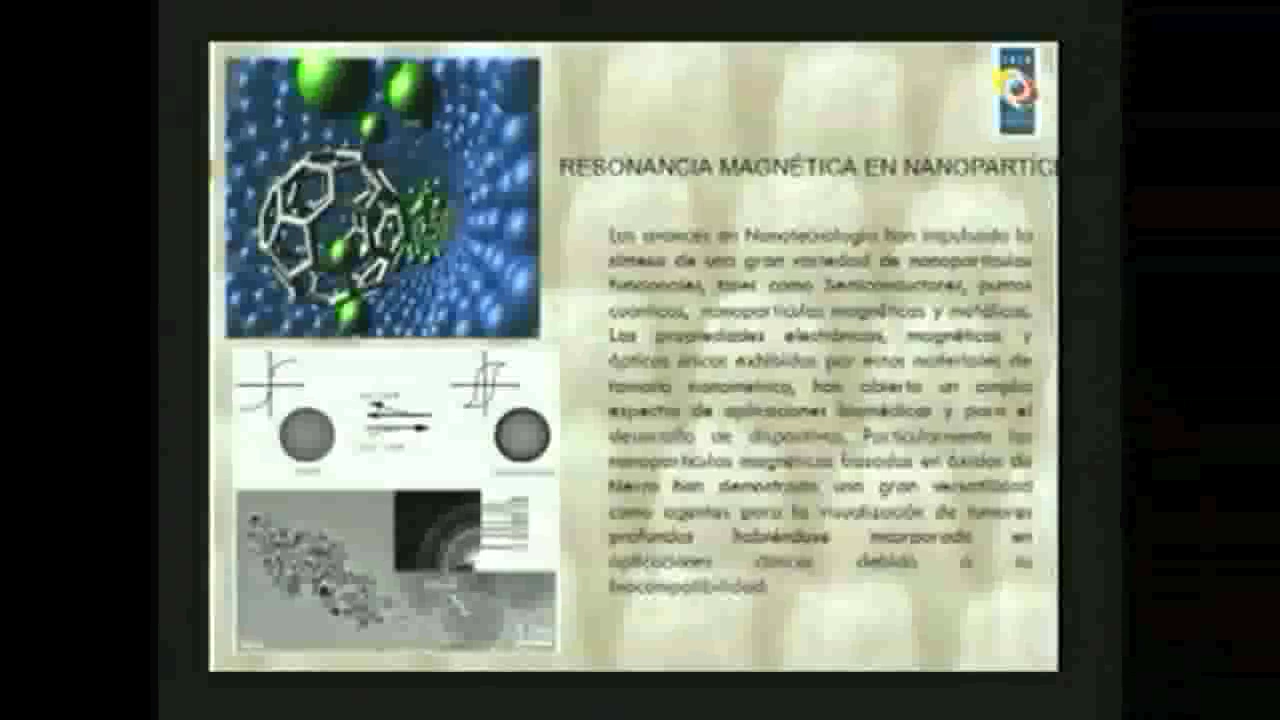 RESONANCIA MAGNÉTICA EN NANOPARTÍC
Los avances en Nanotecnología han impulsado la
síntesis de una gran variedad de nanopartículas
funcionales, tales como Semiconductores, puntos
cuánticos, nanopartículas magnéticas y metálicas.
Las propiedades electrónicas, magnéticas y
ópticas únicas exhibidas por estos materiales de
tamaño nanométrico, han abierto un amplio
espectro de aplicaciones biomédicas y para el
desarrollo de dispositivos. Particularmente las
nanopartículas magnéticas basadas en óxidos de
hierro han demostrado una gran versatilidad
como agentes para la visualización de tumores
profundos habiéndose incorporado en
aplicaciones clínicas debido a su
biocompatibilidad.